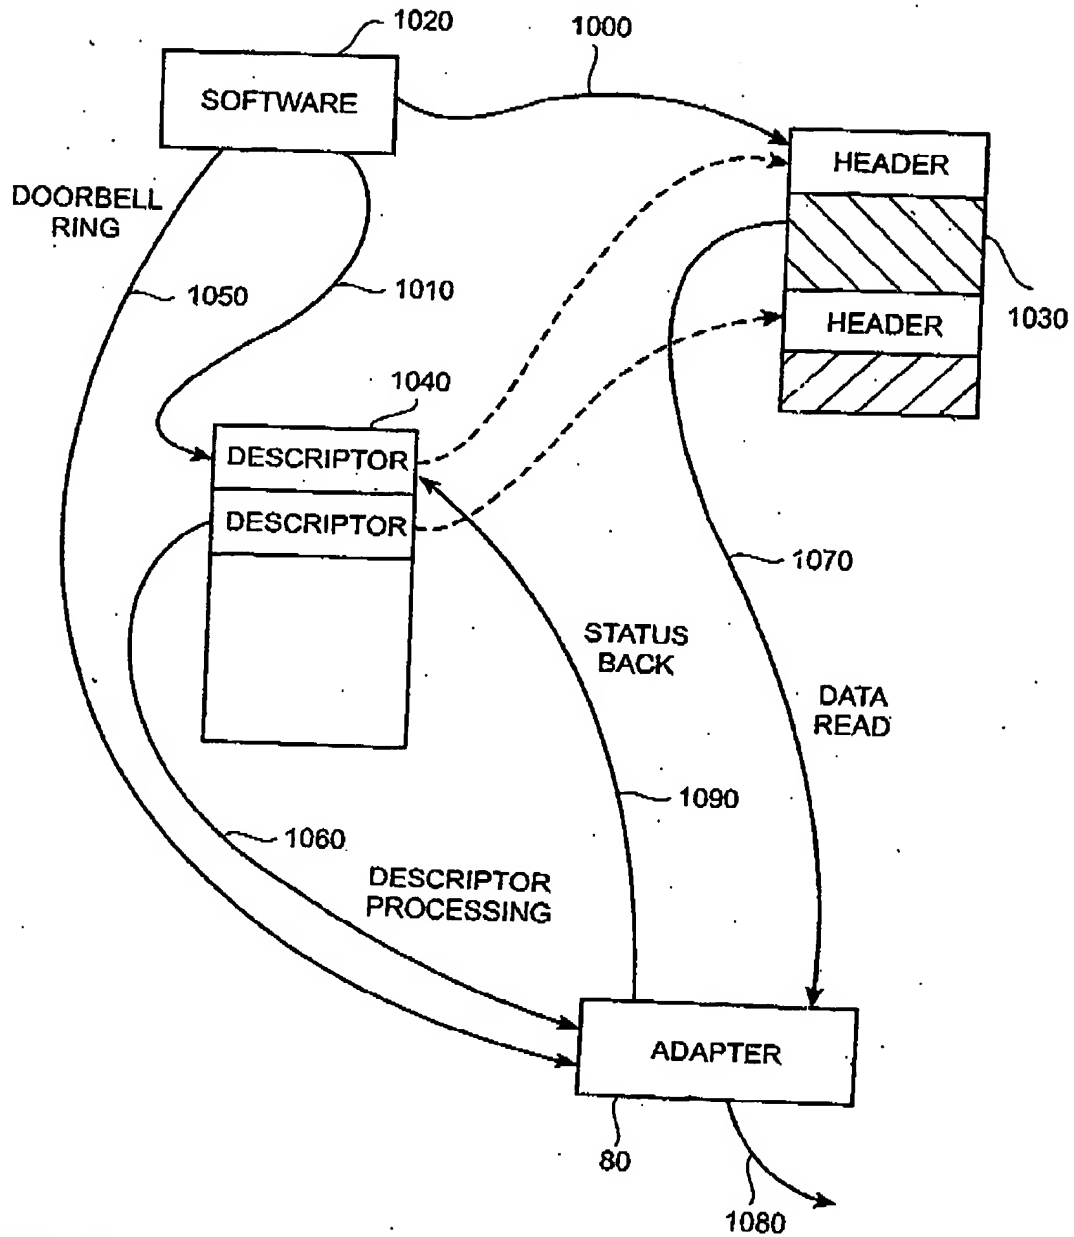 1020
1000
SOFTWARE
HEADER
DOORBELL
RING
1050
1010
1030
HEADER
1040
DESCRIPTOR
DESCRIPTOR
1070
STATUS
BACK
DATA
READ
1090
1060
DESCRIPTOR
PROCESSING
ADAPTER
80
1080